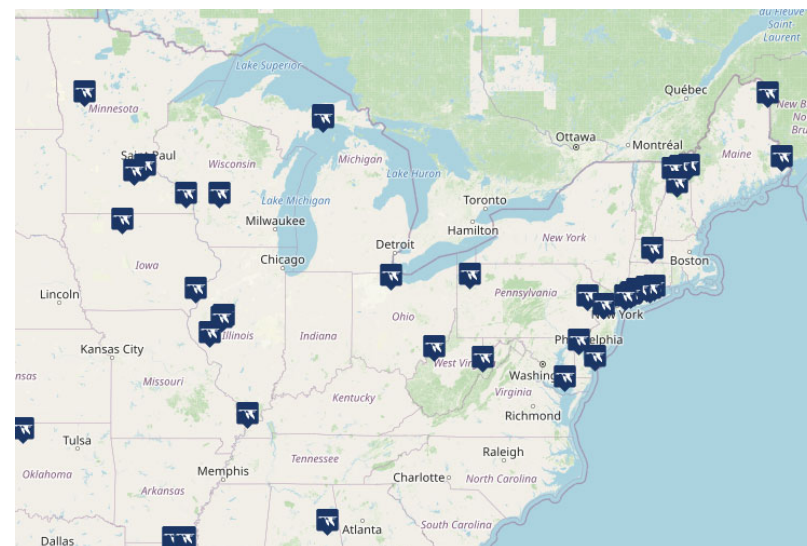 du Fleuve
Saint-
Laurent
Lake Superior
Québec
Minnesota
New B
No
Bru
Ottawa
Montréal
Maine
Saint Paul
Wisconsin
Michigan
Lake Huron
Toronto
Lake Michigan
Milwaukee
Hamilton
New York
Detroit
Boston
Chicago
Iowa
Lincoln
Pennsylvania
Ohio
New York
Illinois
Indiana
Philadelphia
Kansas City
West Vir
Washing
Missouri
Virginia
nsas
Kentucky
Richmond
Tulsa
Raleigh
Tennessee
Oklahoma
Memphis
Charlotte
North Carolina
Arkansas
South Carolina
Atlanta
Dallas